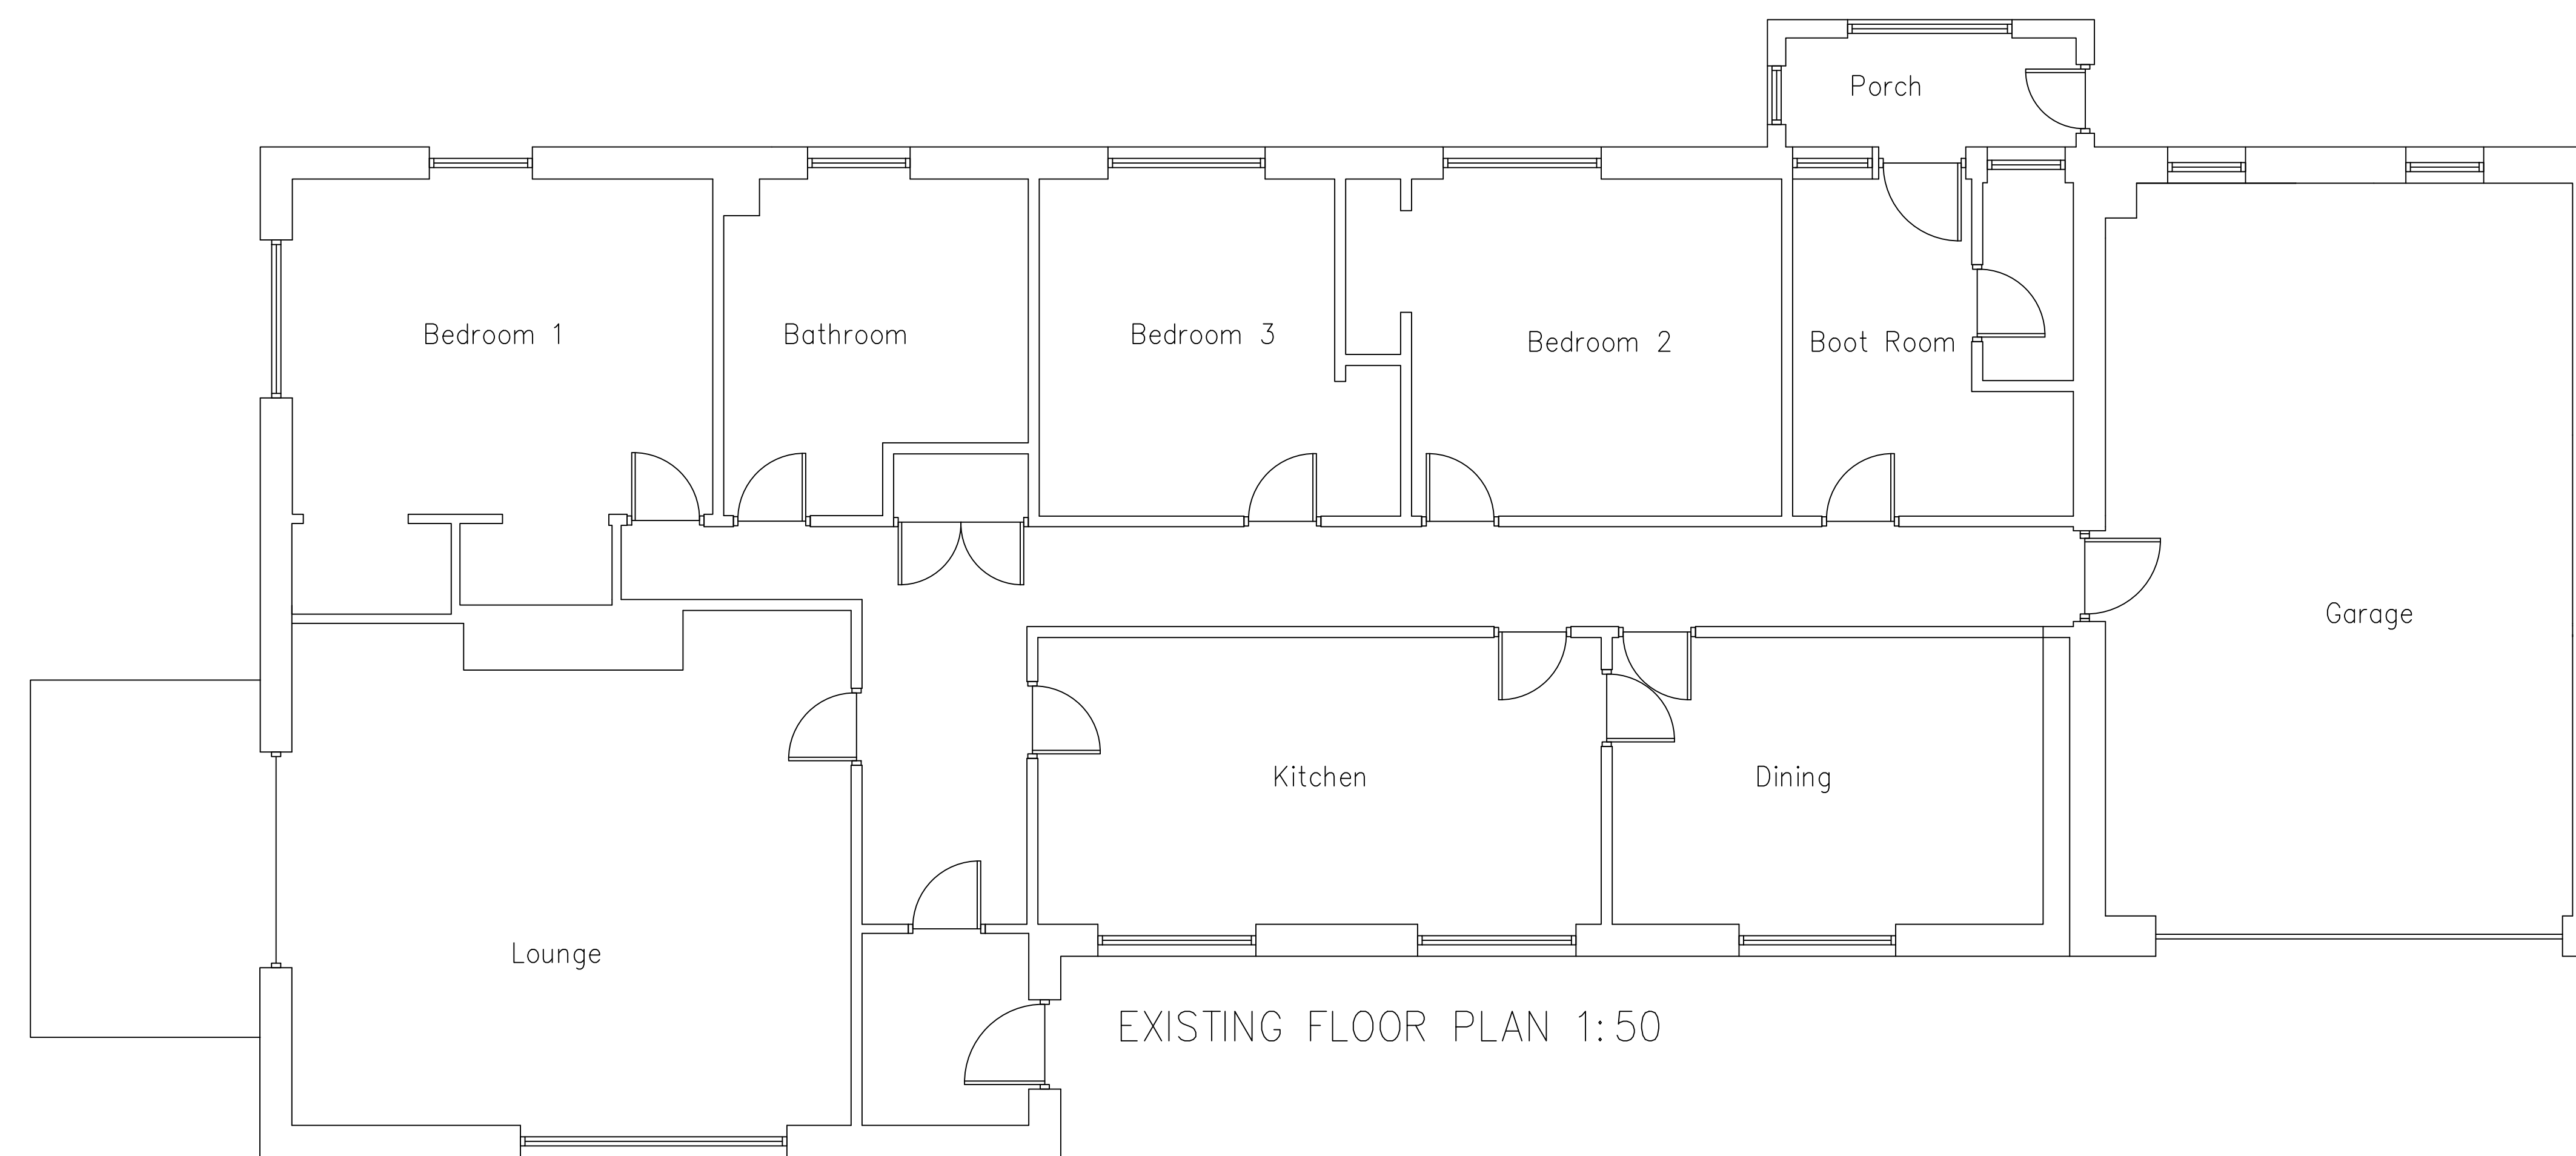 Porch
Bedroom 1
Bathroom
Bedroom 3
Bedroom 2
Boot Room
Garage
Kitchen
Dining
Lounge
EXISTING FLOOR PLAN 1:50